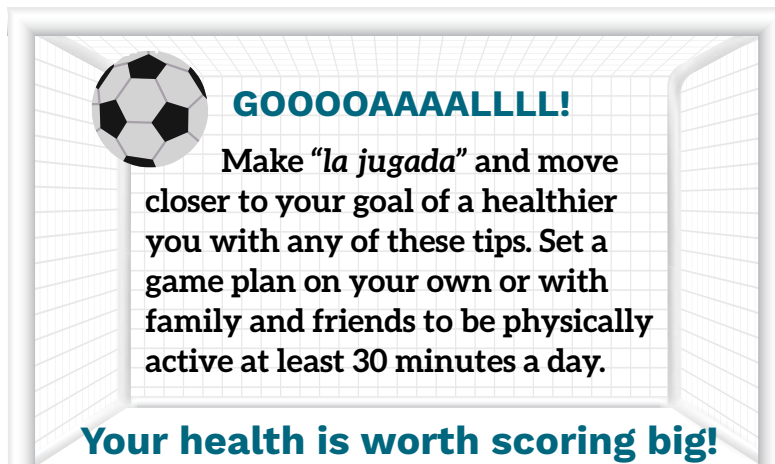 GOOOOAAAALLLL!
Make “la jugada” and move
closer to your goal of a healthier
you with any of these tips. Set a
game plan on your own or with
family and friends to be physically
active at least 30 minutes a day.
Your health is worth scoring big!